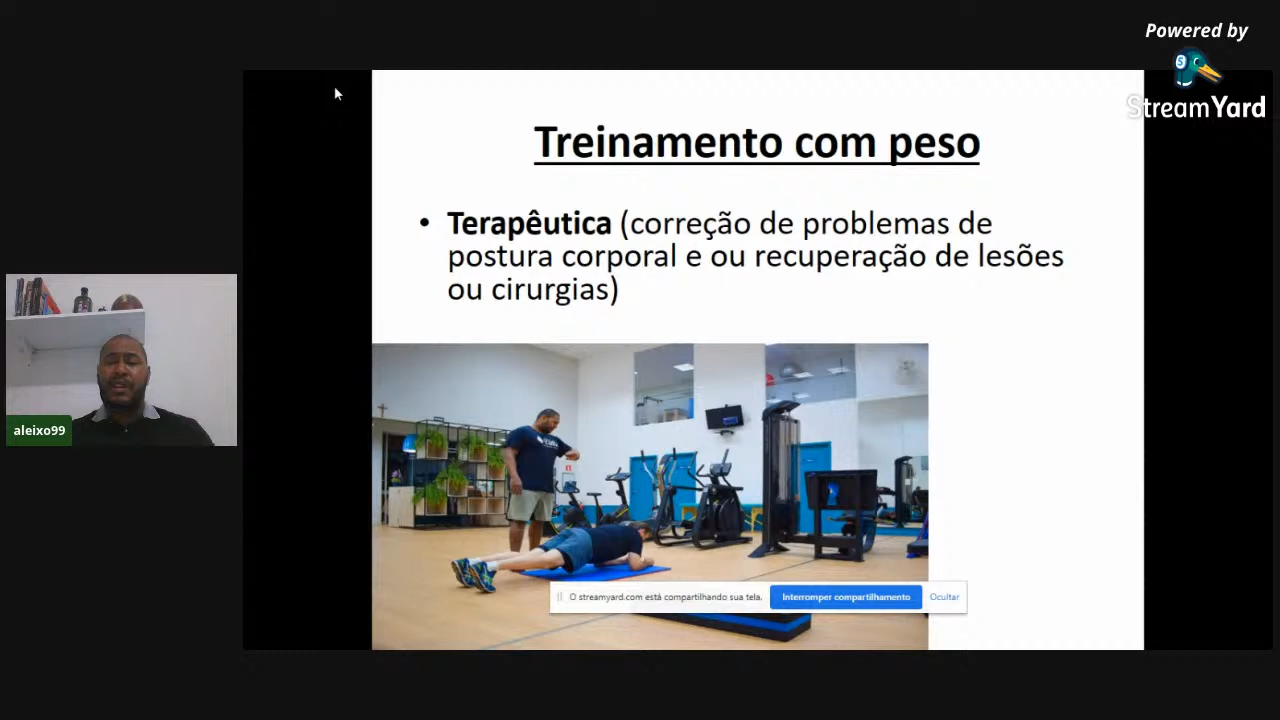 Powered by
StreamYard
Treinamento com peso
• Terapêutica (correção de problemas de
postura corporal e ou recuperação de lesões
ou cirurgias)
aleixo99
O streamyard.com está compartilhando sua tela.
Interromper compartilhamento
Ocultar